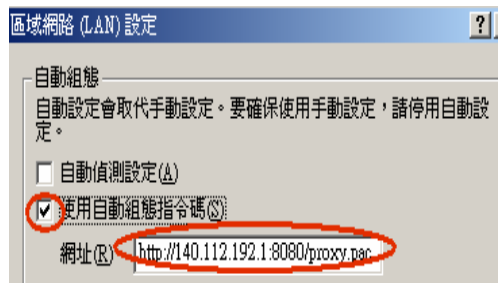 區域網路 (LAN) 設定
自動組態
自動設定會取代手動設定。要確保使用手動設定，請停用自動設
定。
自動偵測設定(A)
使用自動組態指令碼(S)
網址(R) http://140.112.192.1:8080/proxy.pac